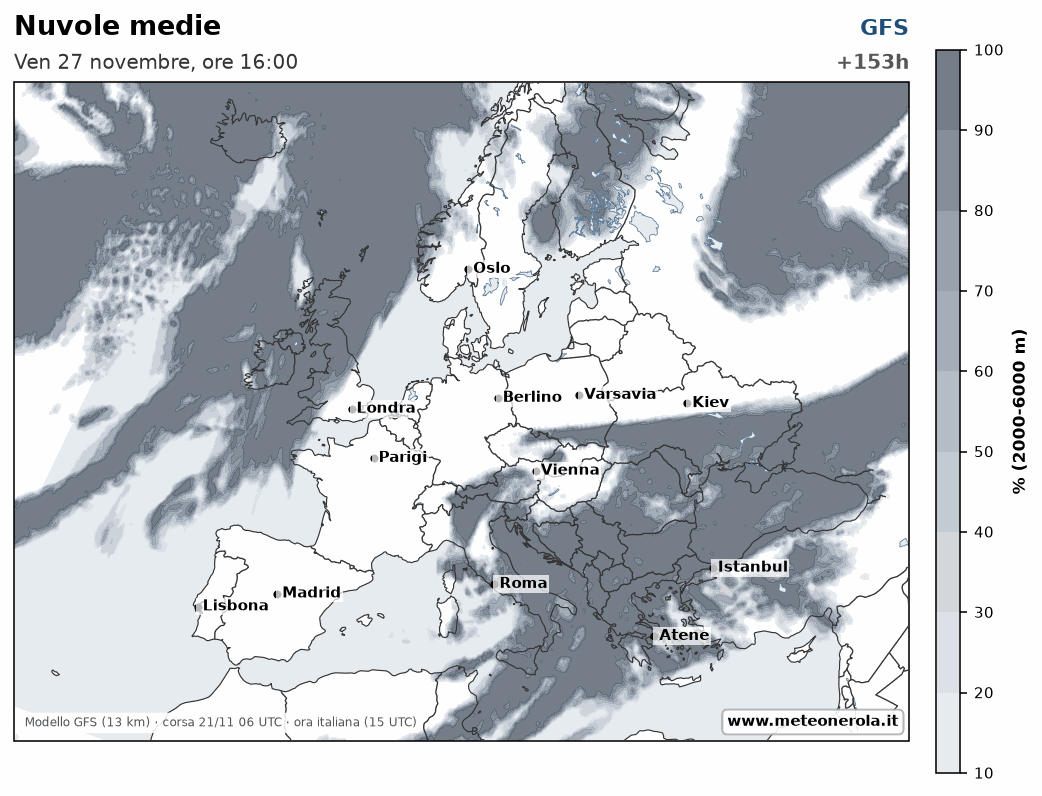 Nuvole medie
GFS
Ven 27 novembre, ore 16:00
+153h
100
90
80
70
60
50
40
30
20
10
% (2000-6000 m)
Oslo
Londra
Berlino
Varsavia
Kiev
Parigi
Vienna
Istanbul
Roma
Madrid
Lisbona
Atene
Modello GFS (13 km) · corsa 21/11 06 UTC · ora italiana (15 UTC)
www.meteonerola.it